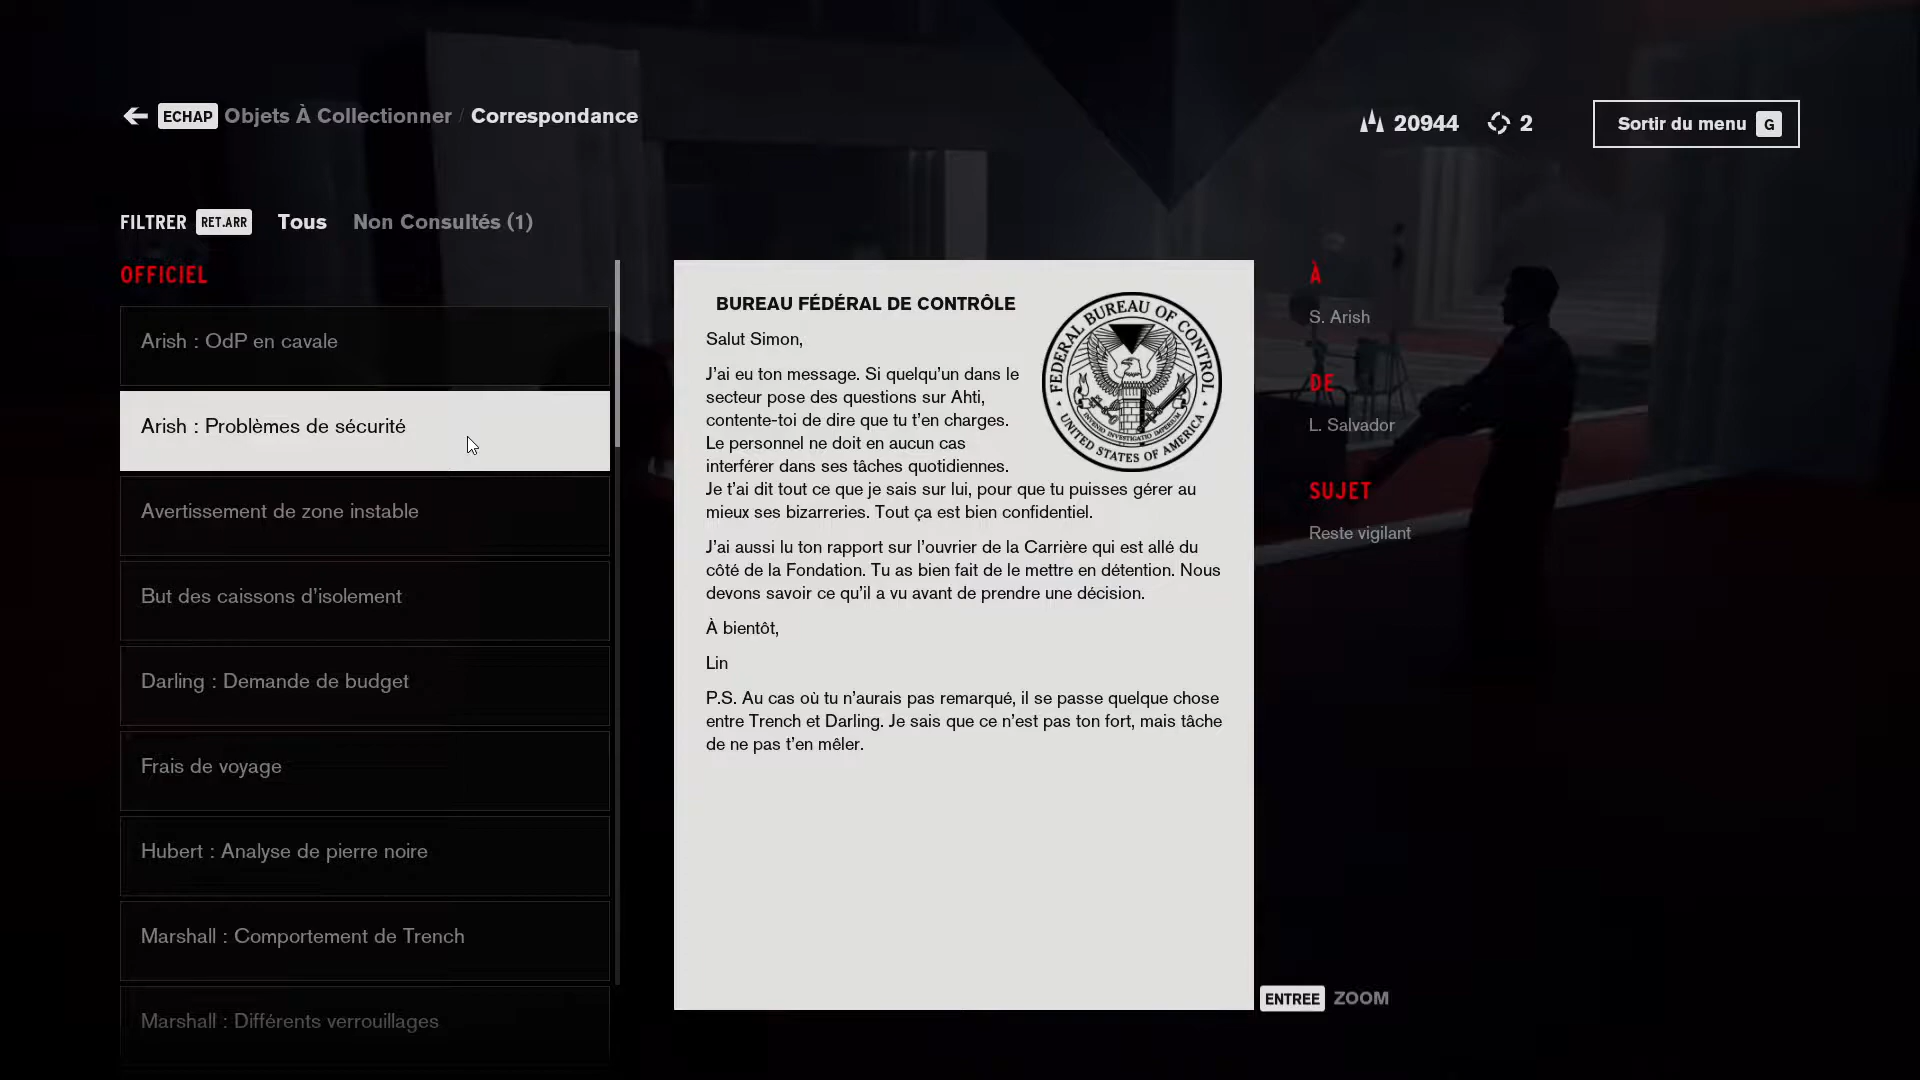 ECHAP Objets À Collectionner / Correspondance
20944 2
Sortir du menu G
FILTRER RET.ARR Tous Non Consultés (1)
OFFICIEL
Arish : OdP en cavale
Arish : Problèmes de sécurité
Avertissement de zone instable
But des caissons d’isolement
Darling : Demande de budget
Frais de voyage
Hubert : Analyse de pierre noire
Marshall : Comportement de Trench
Marshall : Différents verrouillages
BUREAU FÉDÉRAL DE CONTRÔLE
FEDERAL BUREAU OF CONTROL
INVENIO INVESTIGATIO IMPERIUM
UNITED STATES OF AMERICA
Salut Simon,
J’ai eu ton message. Si quelqu’un dans le
secteur pose des questions sur Ahti,
contente-toi de dire que tu t’en charges.
Le personnel ne doit en aucun cas
interférer dans ses tâches quotidiennes.
Je t’ai dit tout ce que je sais sur lui, pour que tu puisses gérer au
mieux ses bizarreries. Tout ça est bien confidentiel.
J’ai aussi lu ton rapport sur l’ouvrier de la Carrière qui est allé du
côté de la Fondation. Tu as bien fait de le mettre en détention. Nous
devons savoir ce qu’il a vu avant de prendre une décision.
À bientôt,
Lin
P.S. Au cas où tu n’aurais pas remarqué, il se passe quelque chose
entre Trench et Darling. Je sais que ce n’est pas ton fort, mais tâche
de ne pas t’en mêler.
À
S. Arish
DE
L. Salvador
SUJET
Reste vigilant
ENTREE ZOOM